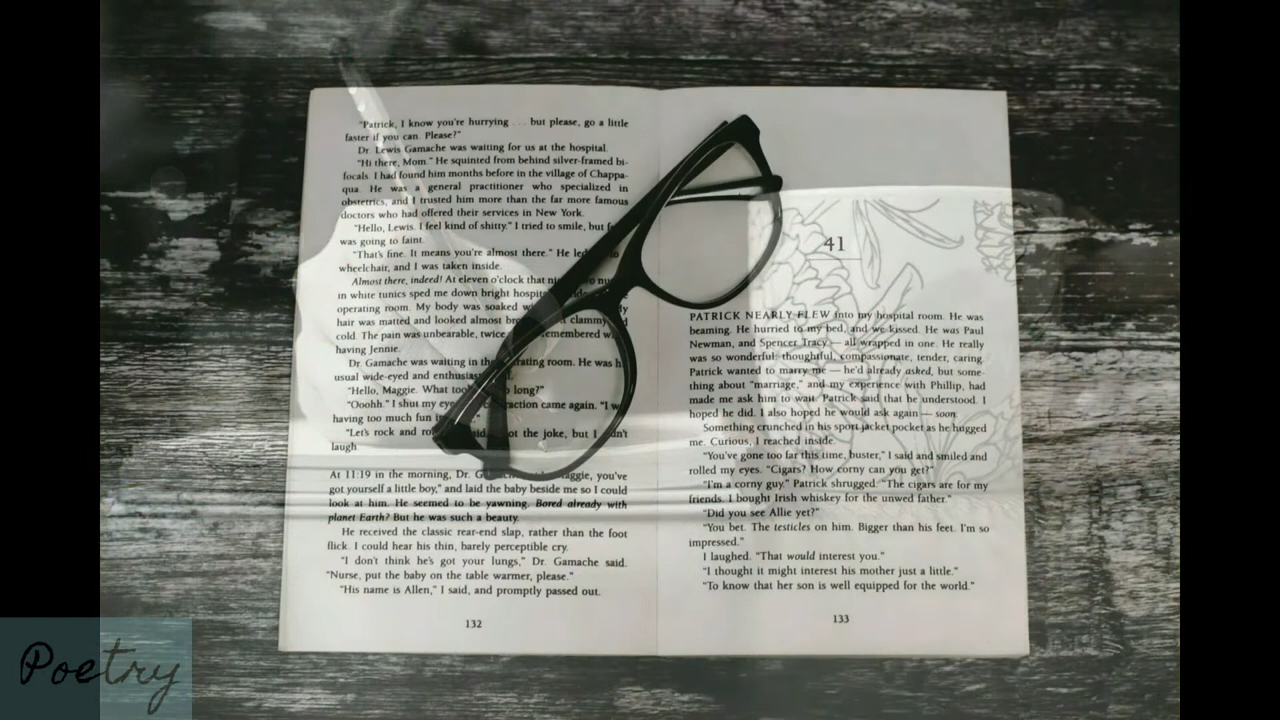 "Patrick, I know you're hurrying . . . but please, go a little
faster if you can. Please?"
Dr. Lewis Gamache was waiting for us at the hospital.
"Hi there, Mom." He squinted from behind silver-framed bi-
focals. I had found him months before in the village of Chappa-
qua. He was a general practitioner who specialized in
obstetrics, and I trusted him more than the far more famous
doctors who had offered their services in New York.
"Hello, Lewis. I feel kind of shitty." I tried to smile, but
was going to faint.
"That's fine. It means you're almost there." He led
wheelchair, and I was taken inside.
Almost there, indeed! At eleven o'clock that
in white tunics sped me down bright
operating room. My body was soaked
hair was matted and looked almost clammy
cold. The pain was unbearable, twice
having Jennie.
Dr. Gamache was waiting in the room. He was
usual wide-eyed and
"Hello, Maggie. What long?"
"Ooohh." I shut my came again. "I
having too much fun
"Let's rock and the joke, but I
laugh.
At 11:19 in the morning, Dr. you've
got yourself a little boy," and laid the baby beside me so I could
look at him. He seemed to be yawning. Bored already with
planet Earth? But he was such a beauty.
He received the classic rear-end slap, rather than the foot
flick. I could hear his thin, barely perceptible cry.
"I don't think he's got your lungs," Dr. Gamache said.
"Nurse, put the baby on the table warmer, please."
"His name is Allen," I said, and promptly passed out.
132
41
PATRICK NEARLY FLEW into my hospital room. He was
beaming. He hurried to my bed, and we kissed. He was Paul
Newman, and Spencer Tracy — all wrapped in one. He really
was so wonderful: thoughtful, compassionate, tender, caring.
Patrick wanted to marry me — he'd already asked, but some-
thing about "marriage," and my experience with Phillip, had
made me ask him to wait. Patrick said that he understood. I
hoped he did. I also hoped he would ask again — soon.
Something crunched in his sport jacket pocket as he hugged
me. Curious, I reached inside.
"You've gone too far this time, buster," I said and smiled and
rolled my eyes. "Cigars? How corny can you get?"
"I'm a corny guy." Patrick shrugged. "The cigars are for my
friends. I bought Irish whiskey for the unwed father."
"Did you see Allie yet?"
"You bet. The testicles on him. Bigger than his feet. I'm so
impressed."
I laughed. "That would interest you."
"I thought it might interest his mother just a little."
"To know that her son is well equipped for the world."
133
Poetry